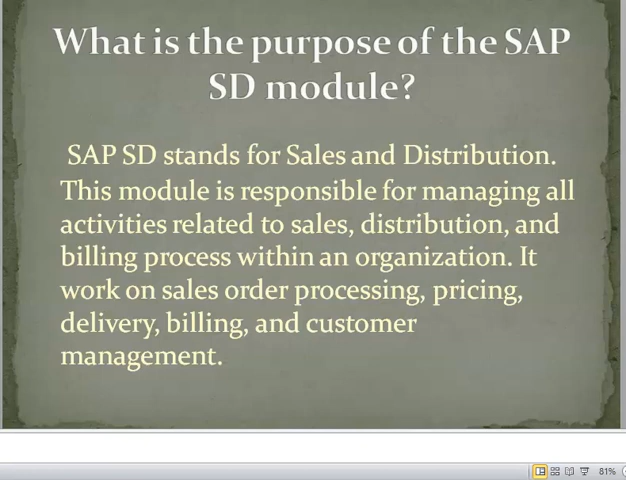 What is the purpose of the SAP
SD module?
SAP SD stands for Sales and Distribution.
This module is responsible for managing all
activities related to sales, distribution, and
billing process within an organization. It
work on sales order processing, pricing,
delivery, billing, and customer
management.
81%